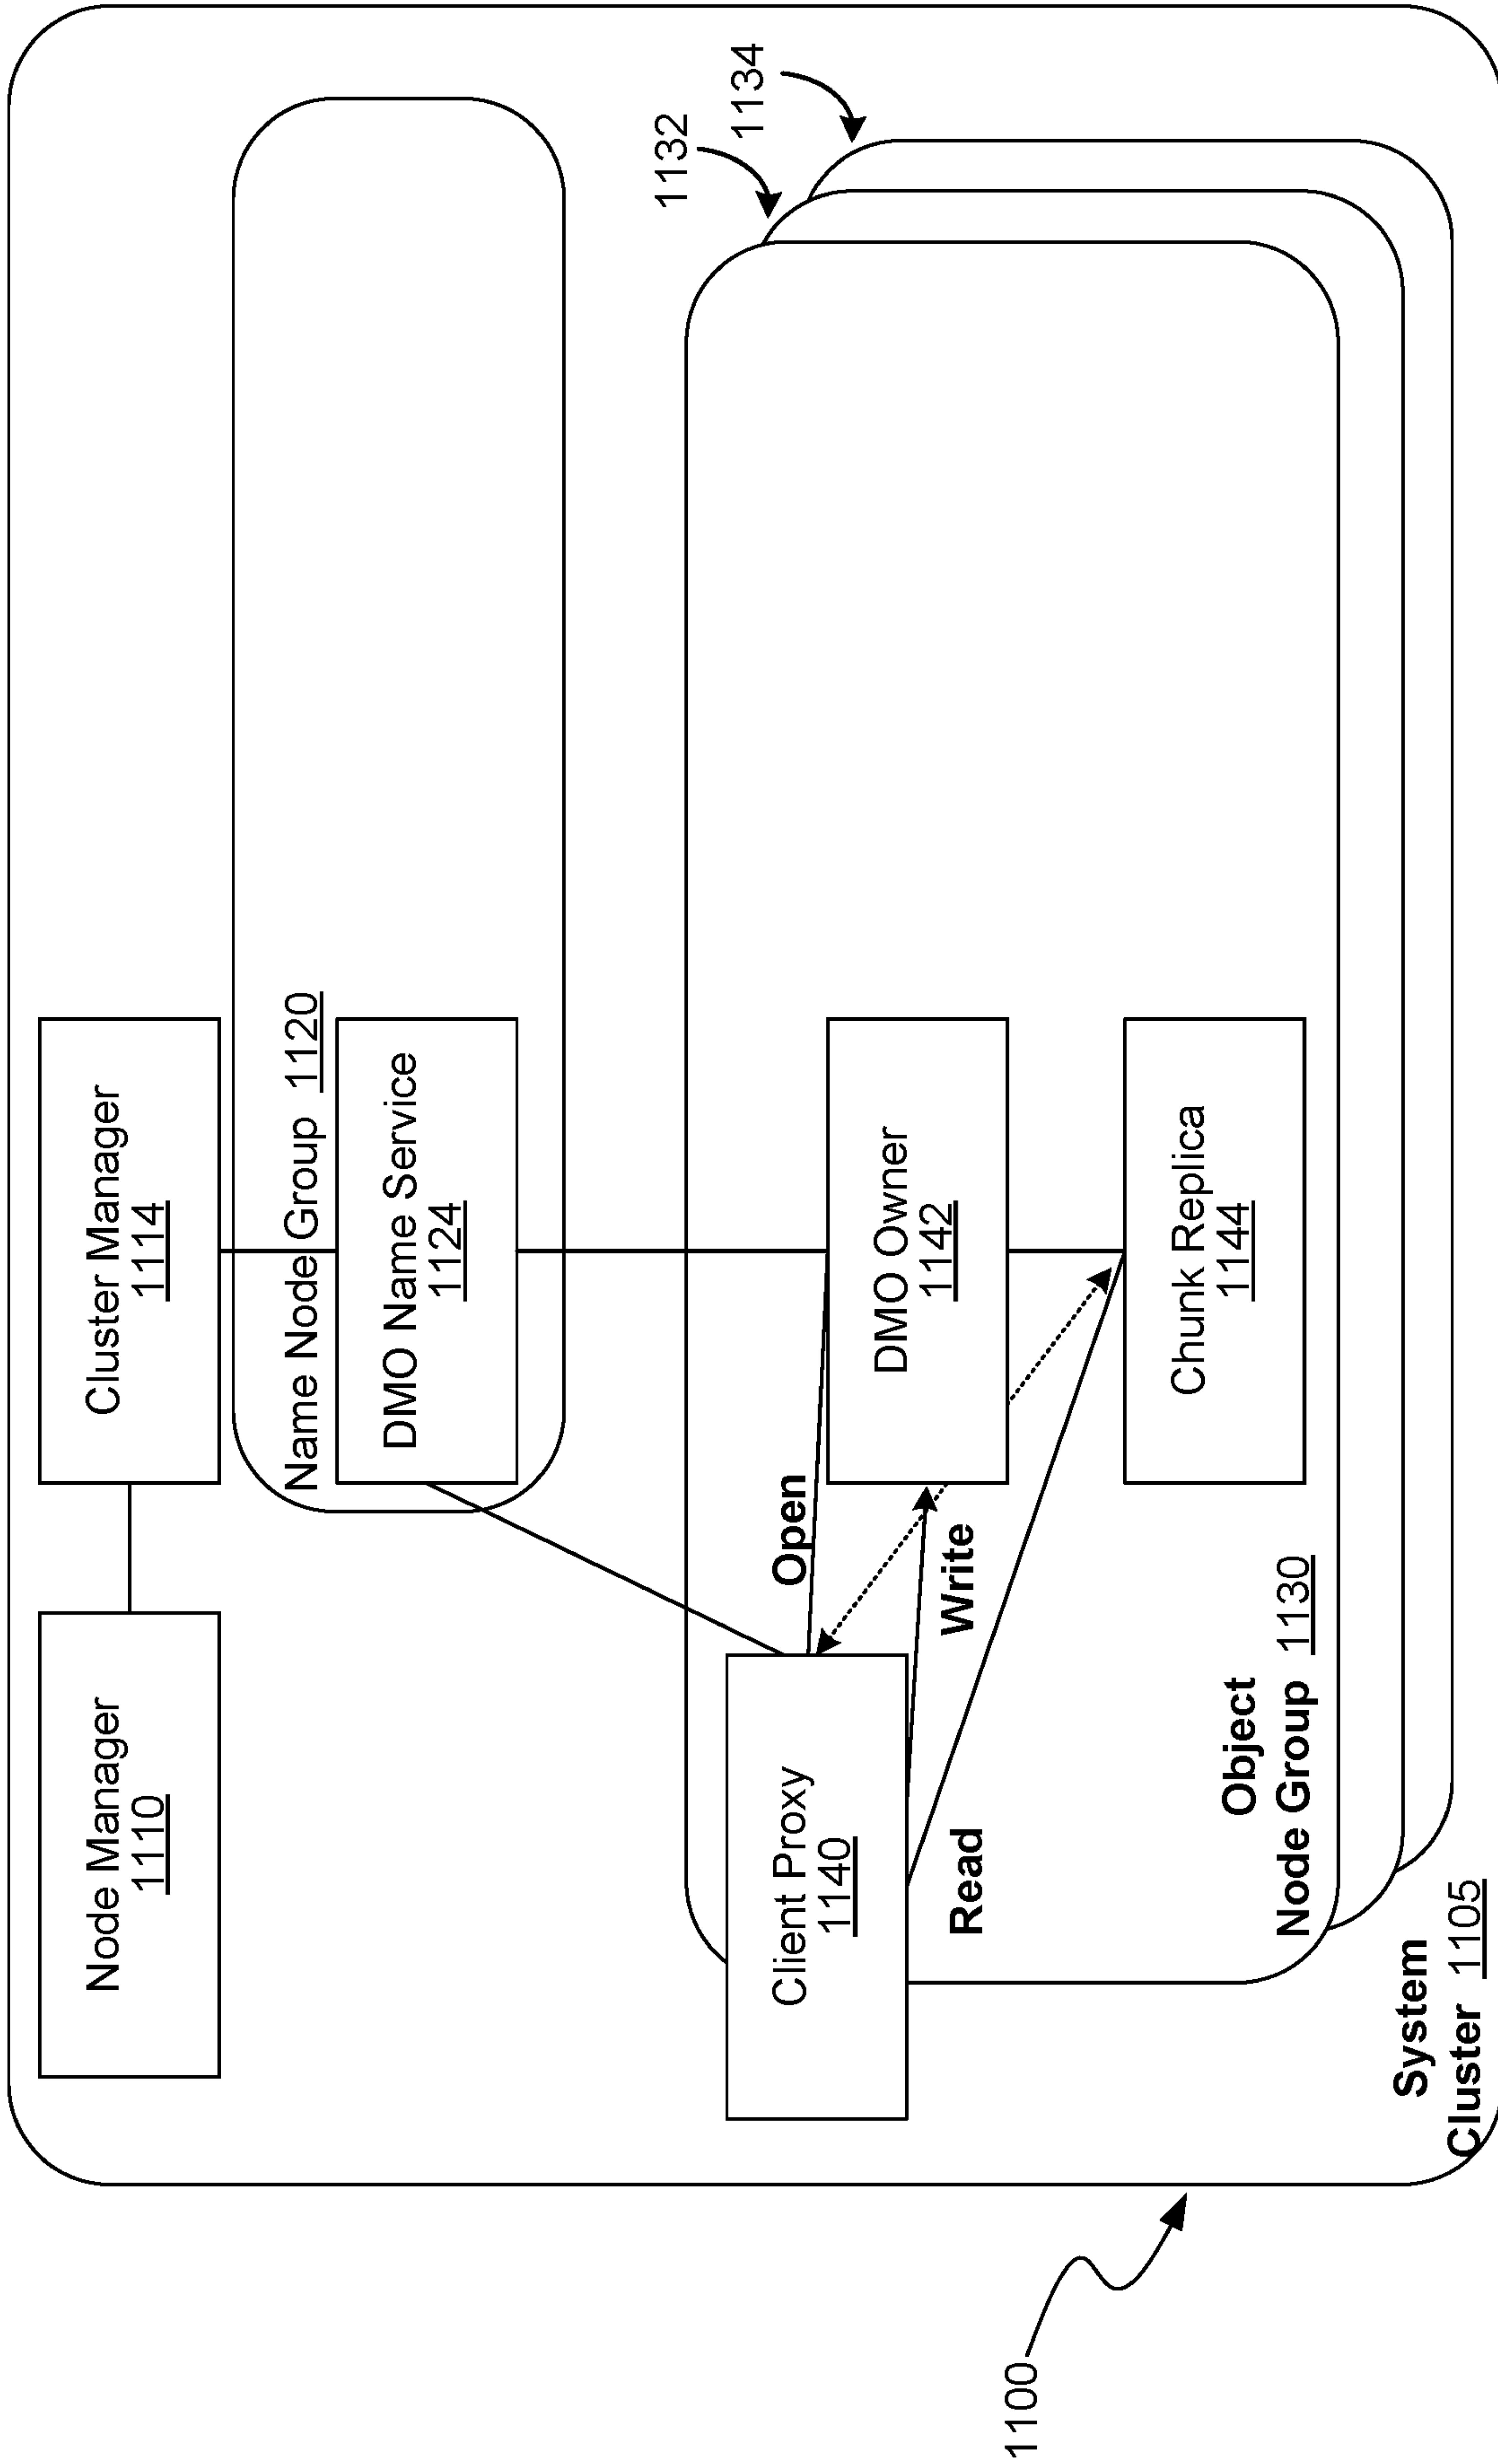 Node Manager
1110
Cluster Manager
1114
Name Node Group 1120
DMO Name Service
1124
1132
1134
Client Proxy
1140
Open
DMO Owner
1142
Write
Read
Chunk Replica
1144
Object
Node Group 1130
System
Cluster 1105
1100